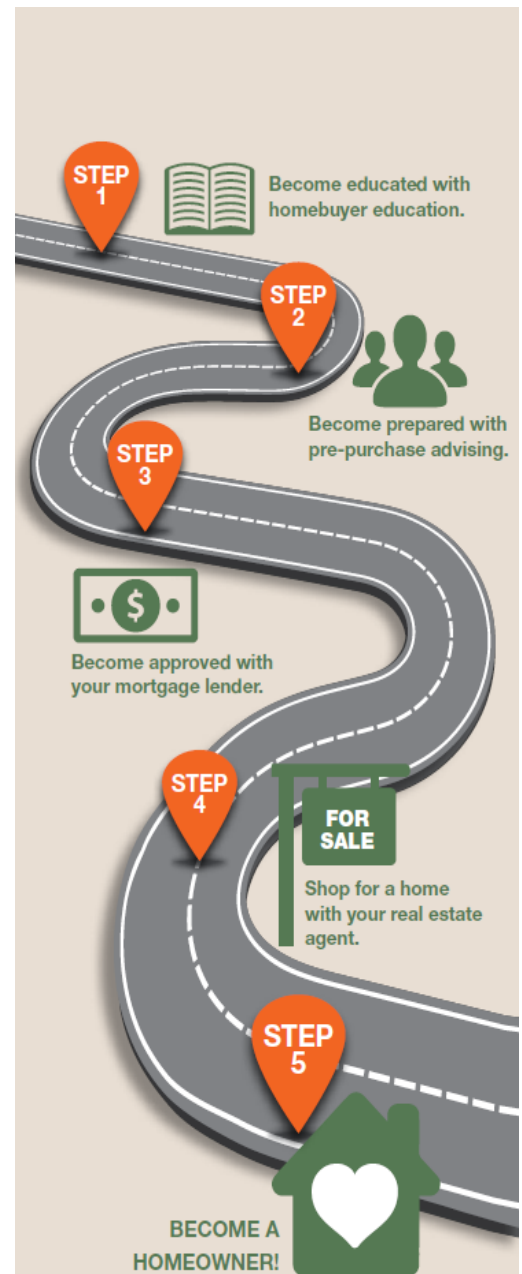 STEP
1
Become educated with
homebuyer education.
STEP
2
Become prepared with
pre-purchase advising.
STEP
3
$
Become approved with
your mortgage lender.
STEP
4
FOR
SALE
Shop for a home
with your real estate
agent.
STEP
5
BECOME A
HOMEOWNER!